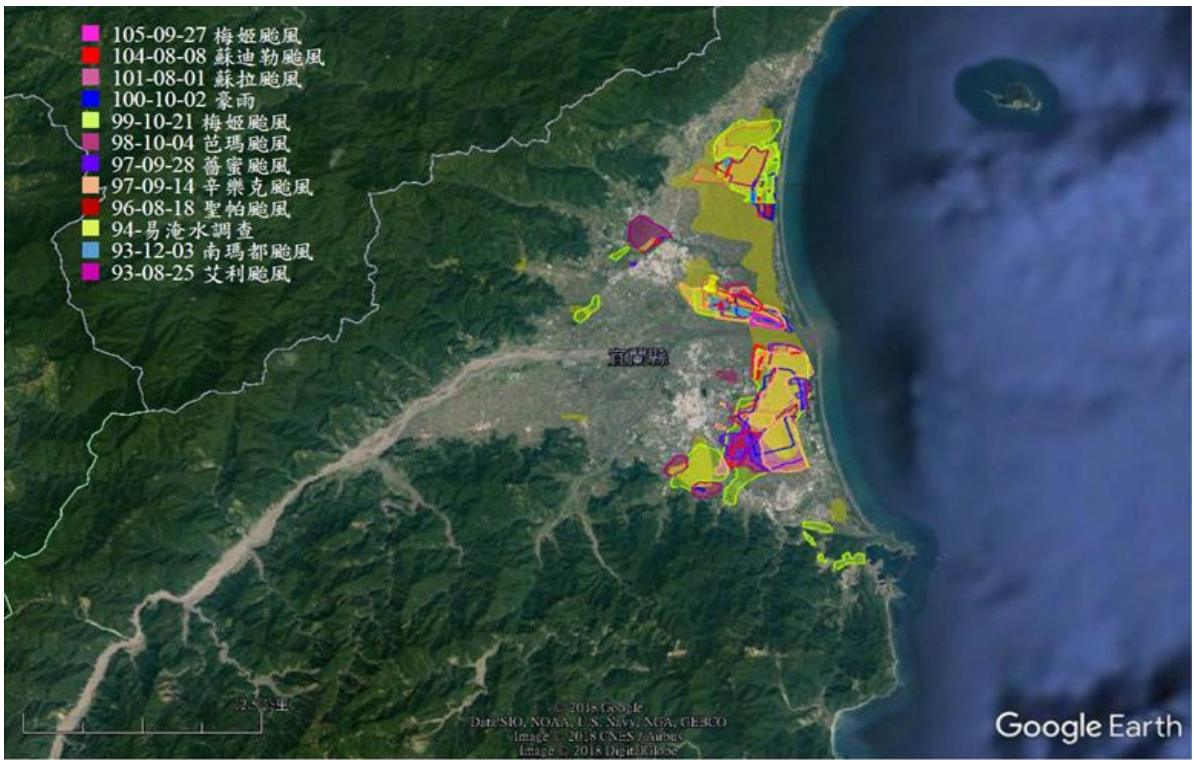 105-09-27 梅姬颱風
104-08-08 蘇迪勒颱風
101-08-01 蘇拉颱風
100-10-02 豪雨
99-10-21 梅姬颱風
98-10-04 芭瑪颱風
97-09-28 薔蜜颱風
97-09-14 辛樂克颱風
96-08-18 聖帕颱風
94-易淹水調查
93-12-03 南瑪都颱風
93-08-25 艾利颱風
宜蘭縣
12.5 公里
© 2018 Google
Data SIO, NOAA, U.S. Navy, NGA, GEBCO
Image © 2018 CNES / Airbus
Image © 2018 DigitalGlobe
Google Earth